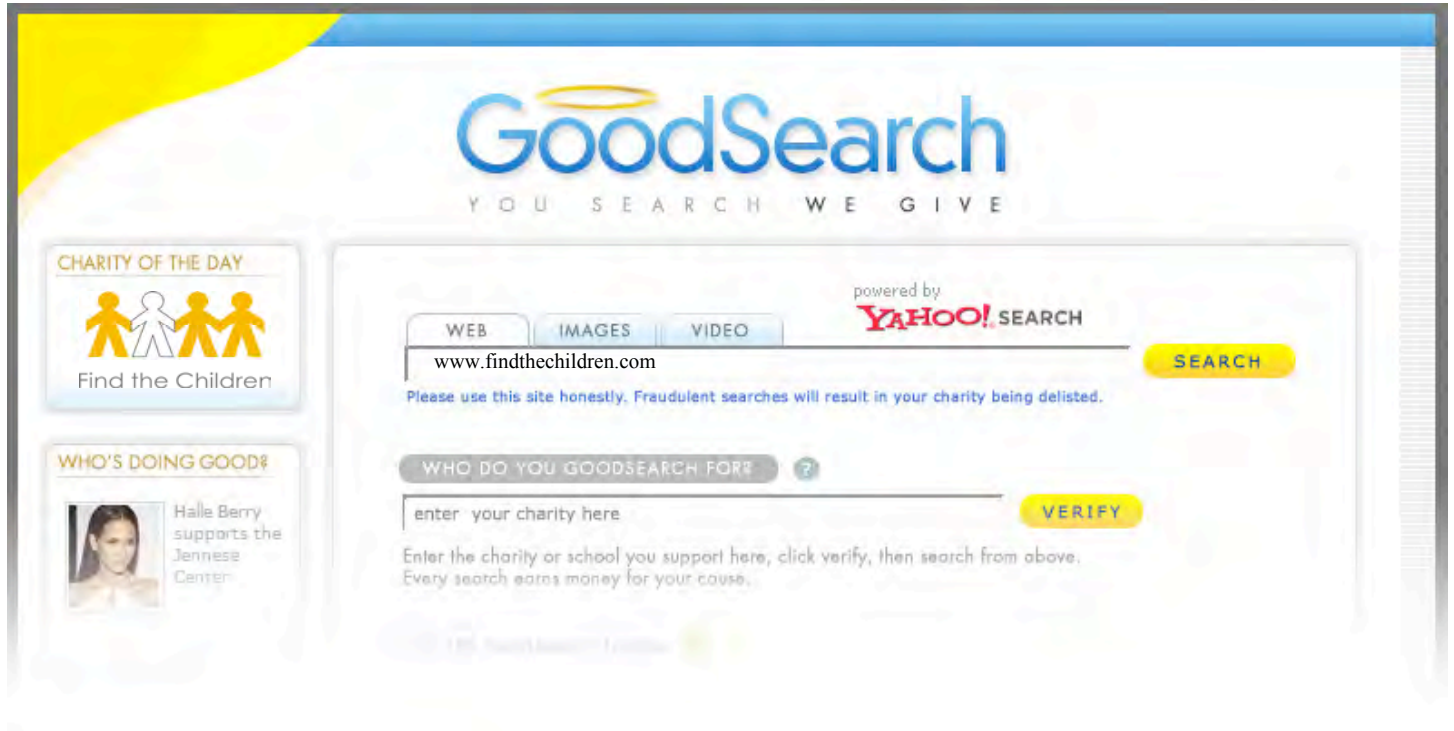 GoodSearch
YOU SEARCH WE GIVE
CHARITY OF THE DAY
Find the Children
WHO'S DOING GOOD?
Halle Berry
supports the
Jennese
Center
powered by
YAHOO! SEARCH
WEB IMAGES VIDEO
www.findthechildren.com
SEARCH
Please use this site honestly. Fraudulent searches will result in your charity being delisted.
WHO DO YOU GOODSEARCH FOR? ?
enter your charity here
VERIFY
Enter the charity or school you support here, click verify, then search from above.
Every search earns money for your cause.